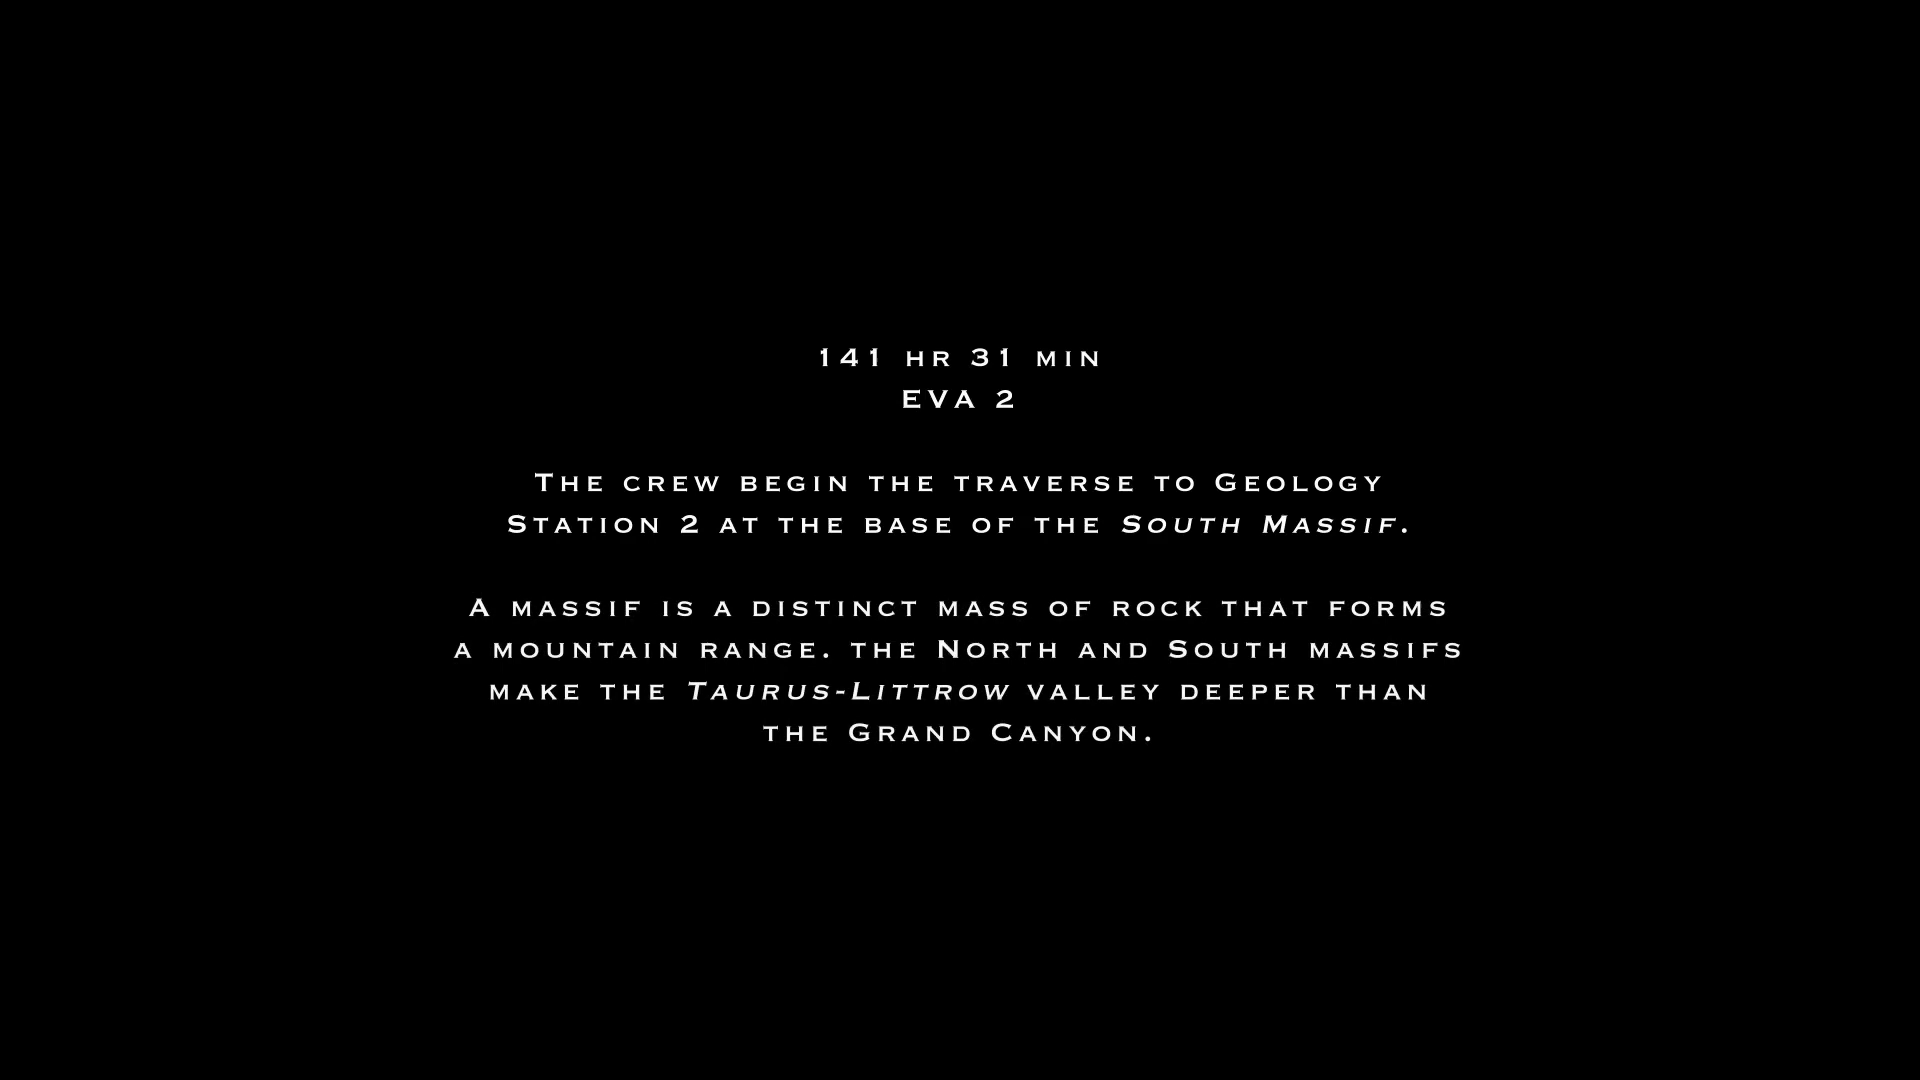 141 HR 31 MIN
EVA 2
The crew begin the traverse to Geology
Station 2 at the base of the South Massif.
A massif is a distinct mass of rock that forms
a mountain range. the North and South massifs
make the Taurus-Littrow valley deeper than
the Grand Canyon.